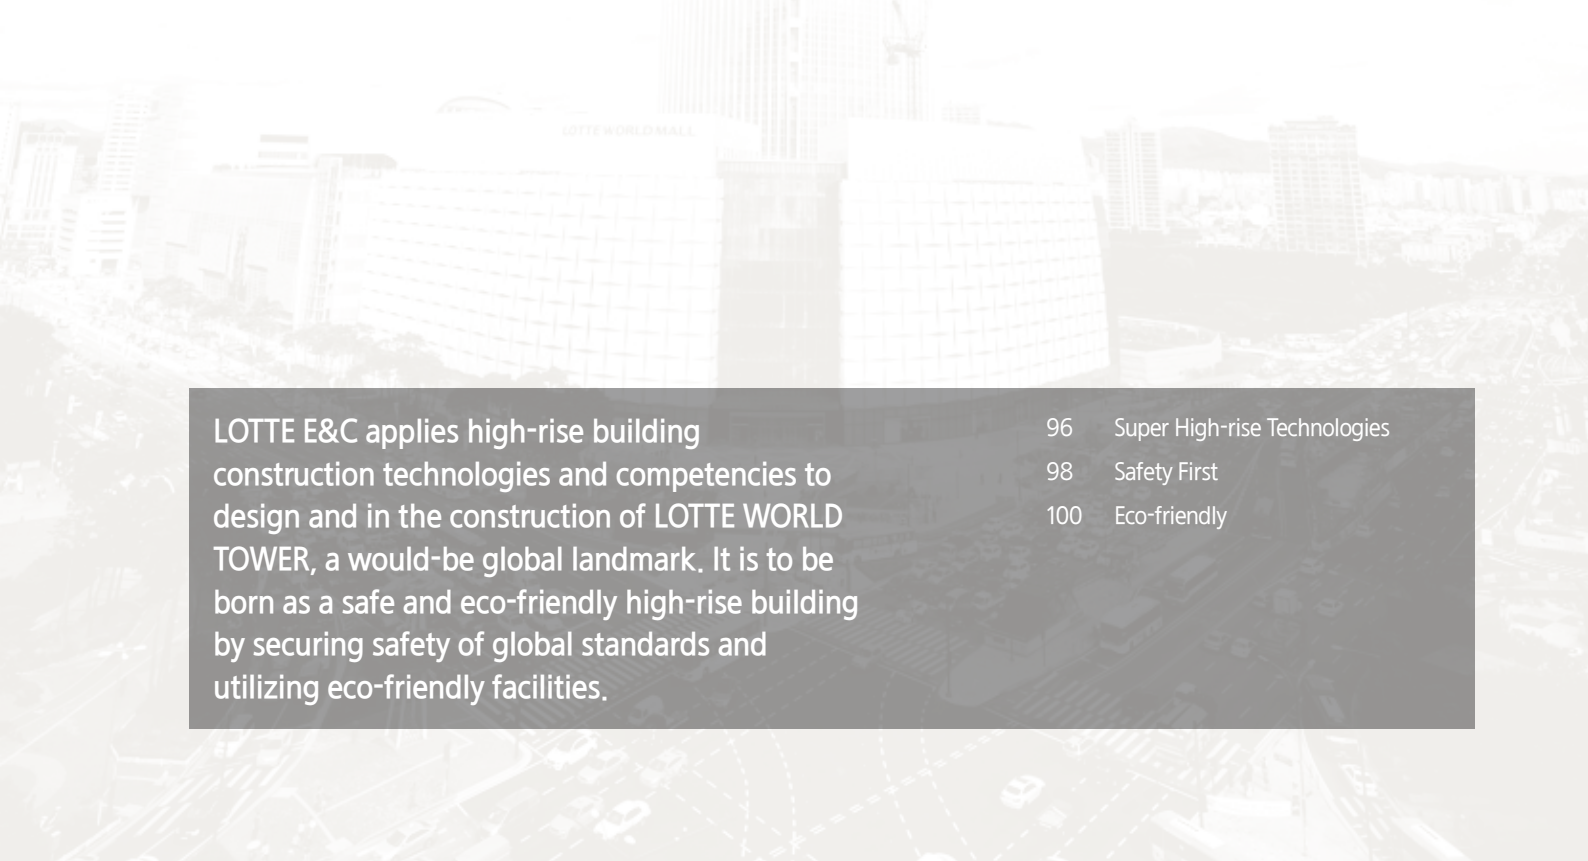 LOTTE WORLD MALL
LOTTE E&C applies high-rise building
construction technologies and competencies to
design and in the construction of LOTTE WORLD
TOWER, a would-be global landmark. It is to be
born as a safe and eco-friendly high-rise building
by securing safety of global standards and
utilizing eco-friendly facilities.
96 Super High-rise Technologies
98 Safety First
100 Eco-friendly